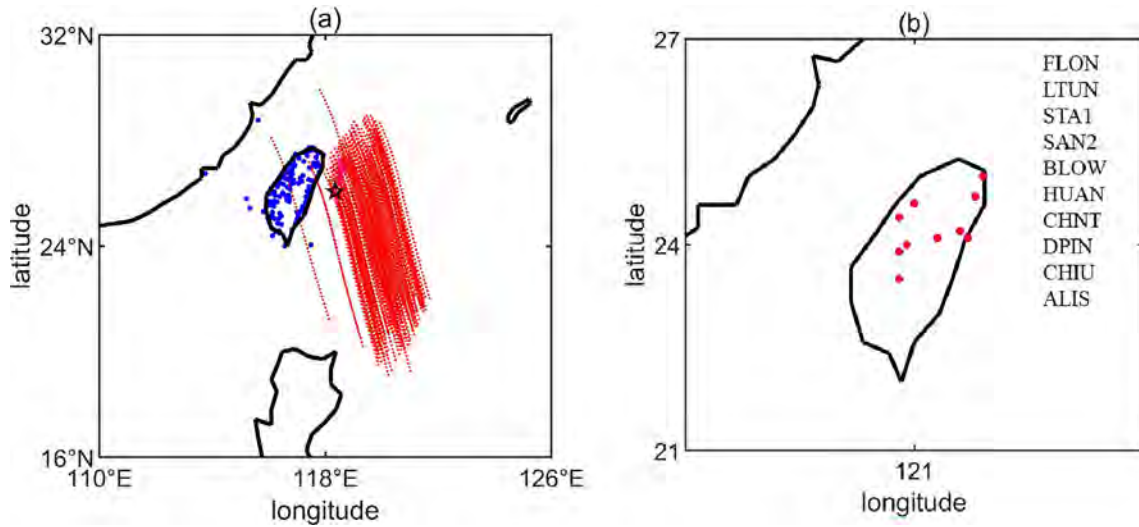 (a)
32°N
24°N
16°N
110°E
118°E
126°E
longitude
latitude
(b)
27
24
21
121
longitude
latitude
FLON
LTUN
STA1
SAN2
BLOW
HUAN
CHNT
DPIN
CHIU
ALIS